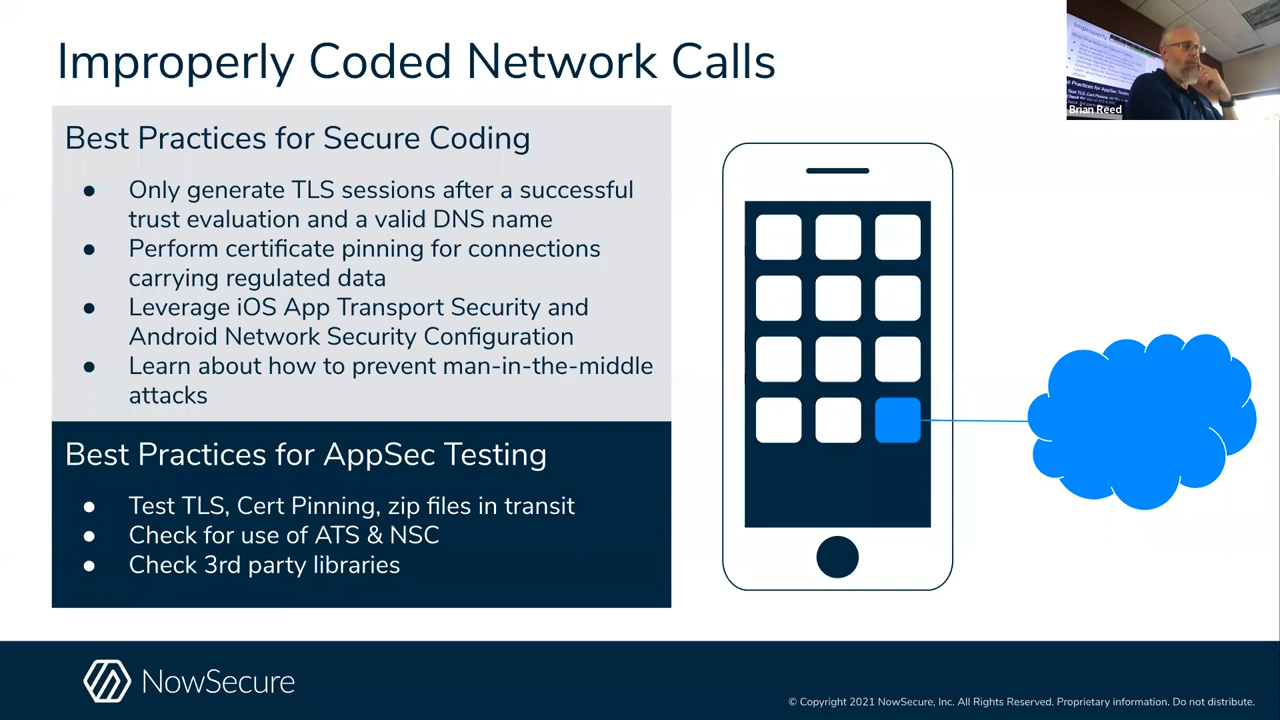 Improperly Coded Network Calls
Best Practices for Secure Coding
● Only generate TLS sessions after a successful
trust evaluation and a valid DNS name
● Perform certificate pinning for connections
carrying regulated data
● Leverage iOS App Transport Security and
Android Network Security Configuration
● Learn about how to prevent man-in-the-middle
attacks
Best Practices for AppSec Testing
● Test TLS, Cert Pinning, zip files in transit
● Check for use of ATS & NSC
● Check 3rd party libraries
Brian Reed
NowSecure
© Copyright 2021 NowSecure, Inc. All Rights Reserved. Proprietary information. Do not distribute.